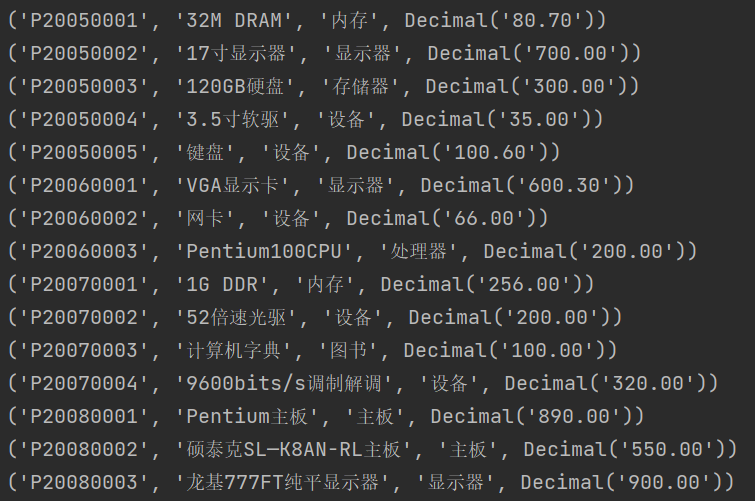 ('P20050001', '32M DRAM', '内存', Decimal('80.70'))
('P20050002', '17寸显示器', '显示器', Decimal('700.00'))
('P20050003', '120GB硬盘', '存储器', Decimal('300.00'))
('P20050004', '3.5寸软驱', '设备', Decimal('35.00'))
('P20050005', '键盘', '设备', Decimal('100.60'))
('P20060001', 'VGA显示卡', '显示器', Decimal('600.30'))
('P20060002', '网卡', '设备', Decimal('66.00'))
('P20060003', 'Pentium100CPU', '处理器', Decimal('200.00'))
('P20070001', '1G DDR', '内存', Decimal('256.00'))
('P20070002', '52倍速光驱', '设备', Decimal('200.00'))
('P20070003', '计算机字典', '图书', Decimal('100.00'))
('P20070004', '9600bits/s调制解调', '设备', Decimal('320.00'))
('P20080001', 'Pentium主板', '主板', Decimal('890.00'))
('P20080002', '硕泰克SL—K8AN-RL主板', '主板', Decimal('550.00'))
('P20080003', '龙基777FT纯平显示器', '显示器', Decimal('900.00'))